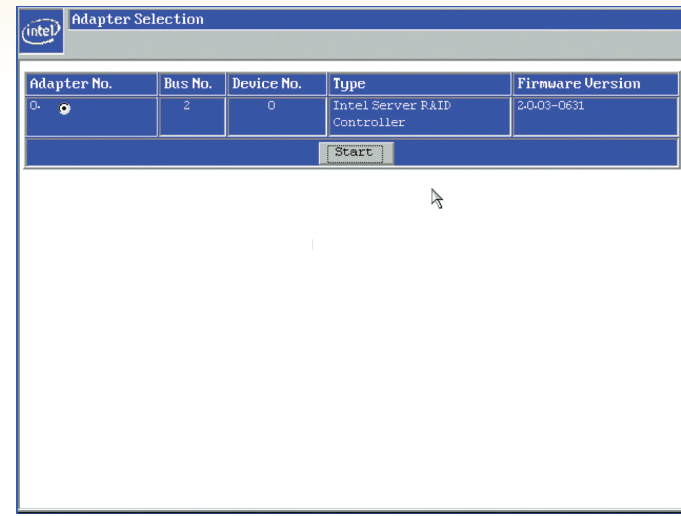 intel
Adapter Selection
Adapter No. Bus No. Device No. Type Firmware Version
0. 2 0 Intel Server RAID Controller 2.0.03-0631
Start